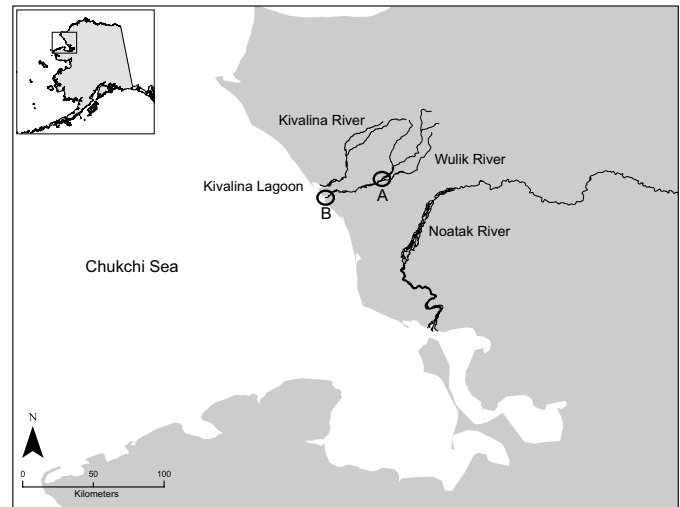 Kivalina River
Wulik River
Kivalina Lagoon
A
B
Noatak River
Chukchi Sea
N
0 50 100
Kilometers